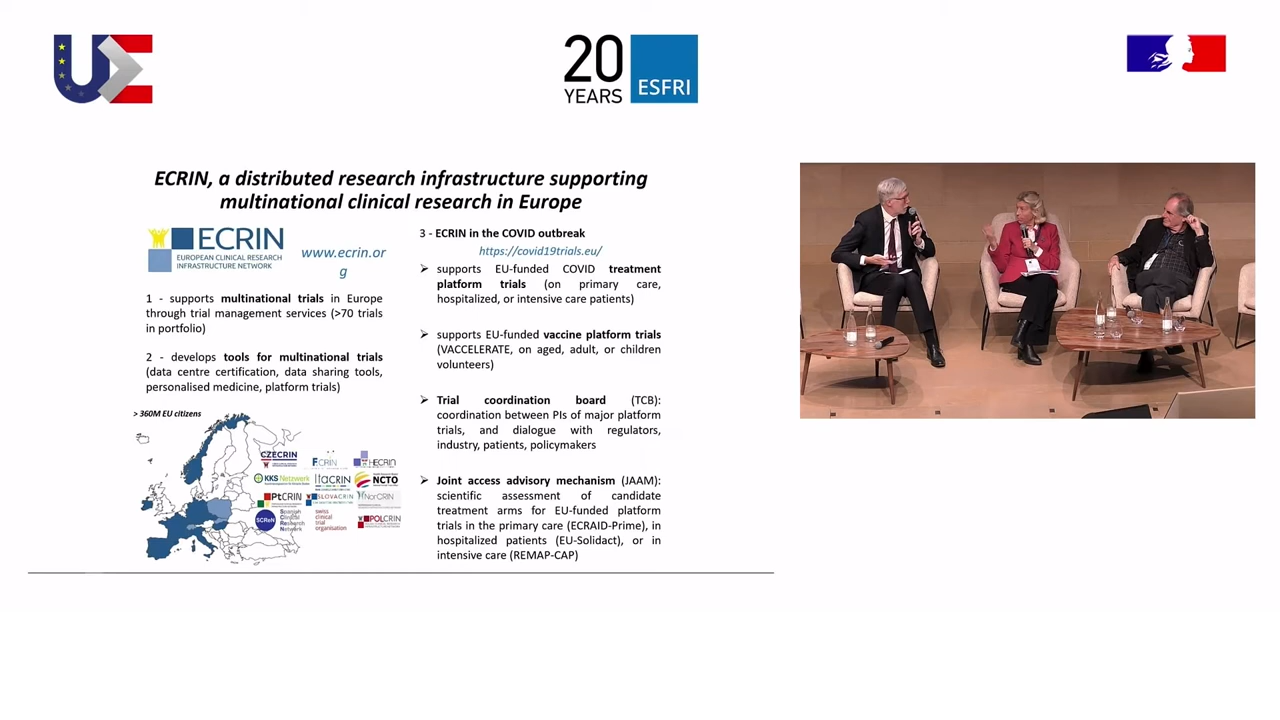 UE
20
YEARS
ESFRI
ECRIN, a distributed research infrastructure supporting
multinational clinical research in Europe
ECRIN
EUROPEAN CLINICAL RESEARCH
INFRASTRUCTURE NETWORK
www.ecrin.or
g
1 - supports multinational trials in Europe
through trial management services (>70 trials
in portfolio)
2 - develops tools for multinational trials
(data centre certification, data sharing tools,
personalised medicine, platform trials)
> 360M EU citizens
CZECRIN
FCRIN
HECRIN
KKS Netzwerk
ItaCRIN
NCTO
PtCRIN
SLOVACRIN
NorCRIN
SCReN
Spanish
Clinical
Research
Network
swiss
clinical
trial
organisation
POLCRIN
3 - ECRIN in the COVID outbreak
https://covid19trials.eu/
➢ supports EU-funded COVID treatment
platform trials (on primary care,
hospitalized, or intensive care patients)
➢ supports EU-funded vaccine platform trials
(VACCELERATE, on aged, adult, or children
volunteers)
➢ Trial coordination board (TCB):
coordination between PIs of major platform
trials, and dialogue with regulators,
industry, patients, policymakers
➢ Joint access advisory mechanism (JAAM):
scientific assessment of candidate
treatment arms for EU-funded platform
trials in the primary care (ECRAID-Prime), in
hospitalized patients (EU-Solidact), or in
intensive care (REMAP-CAP)